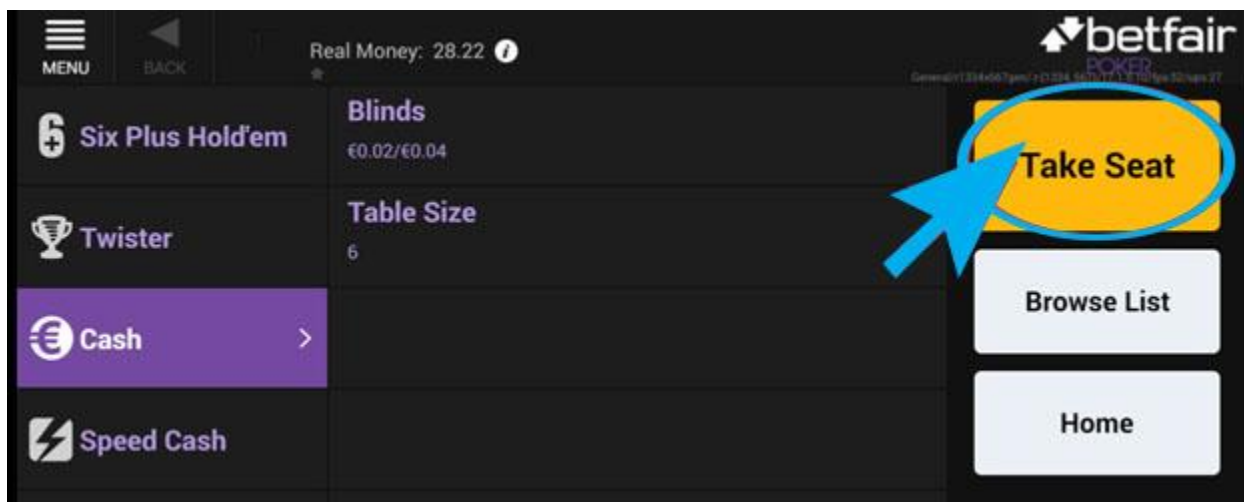 MENU
BACK
Real Money: 28.22
betfair
POKER
Six Plus Hold'em
Twister
Cash
Speed Cash
Blinds
€0.02/€0.04
Table Size
6
Take Seat
Browse List
Home